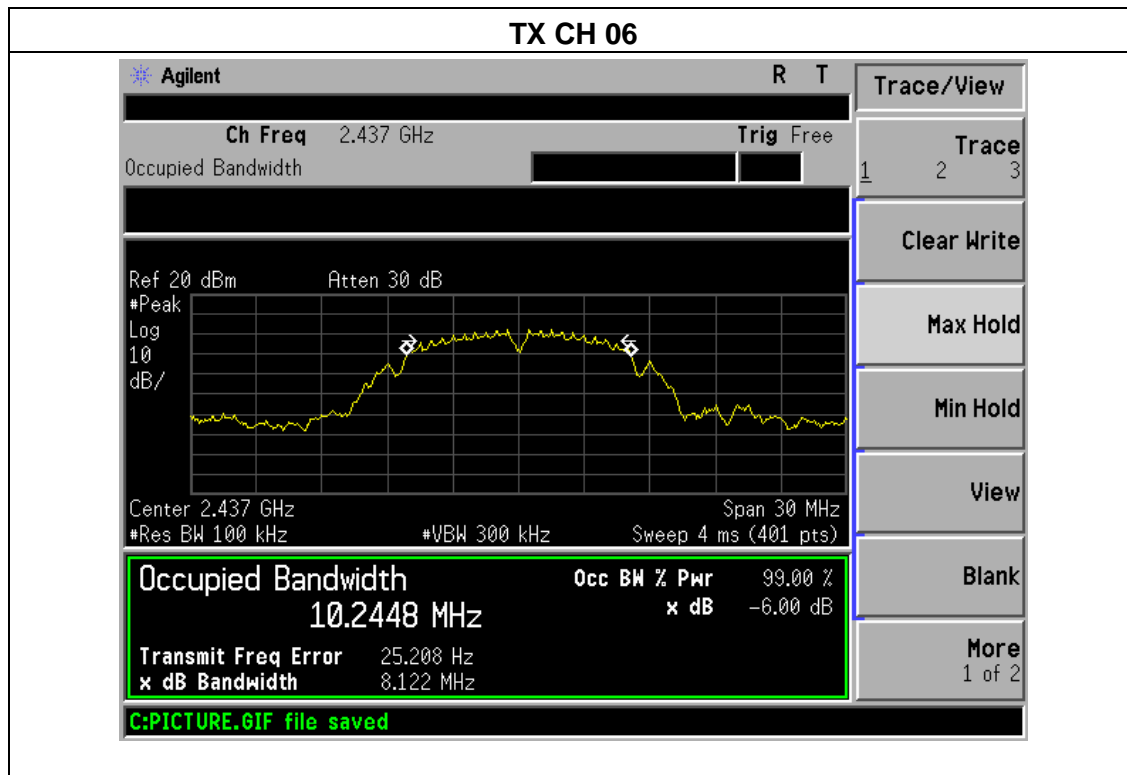 TX CH 06
Agilent R T
Trace/View
Ch Freq 2.437 GHz Trig Free
Occupied Bandwidth
Trace
1 2 3
Clear Write
Ref 20 dBm Atten 30 dB
#Peak
Log
10
dB/
Max Hold
Min Hold
View
Center 2.437 GHz Span 30 MHz
#Res BW 100 kHz #VBW 300 kHz Sweep 4 ms (401 pts)
Occupied Bandwidth Occ BW % Pwr 99.00 %
10.2448 MHz x dB -6.00 dB
Blank
Transmit Freq Error 25.208 Hz
x dB Bandwidth 8.122 MHz
More
1 of 2
C:PICTURE.GIF file saved